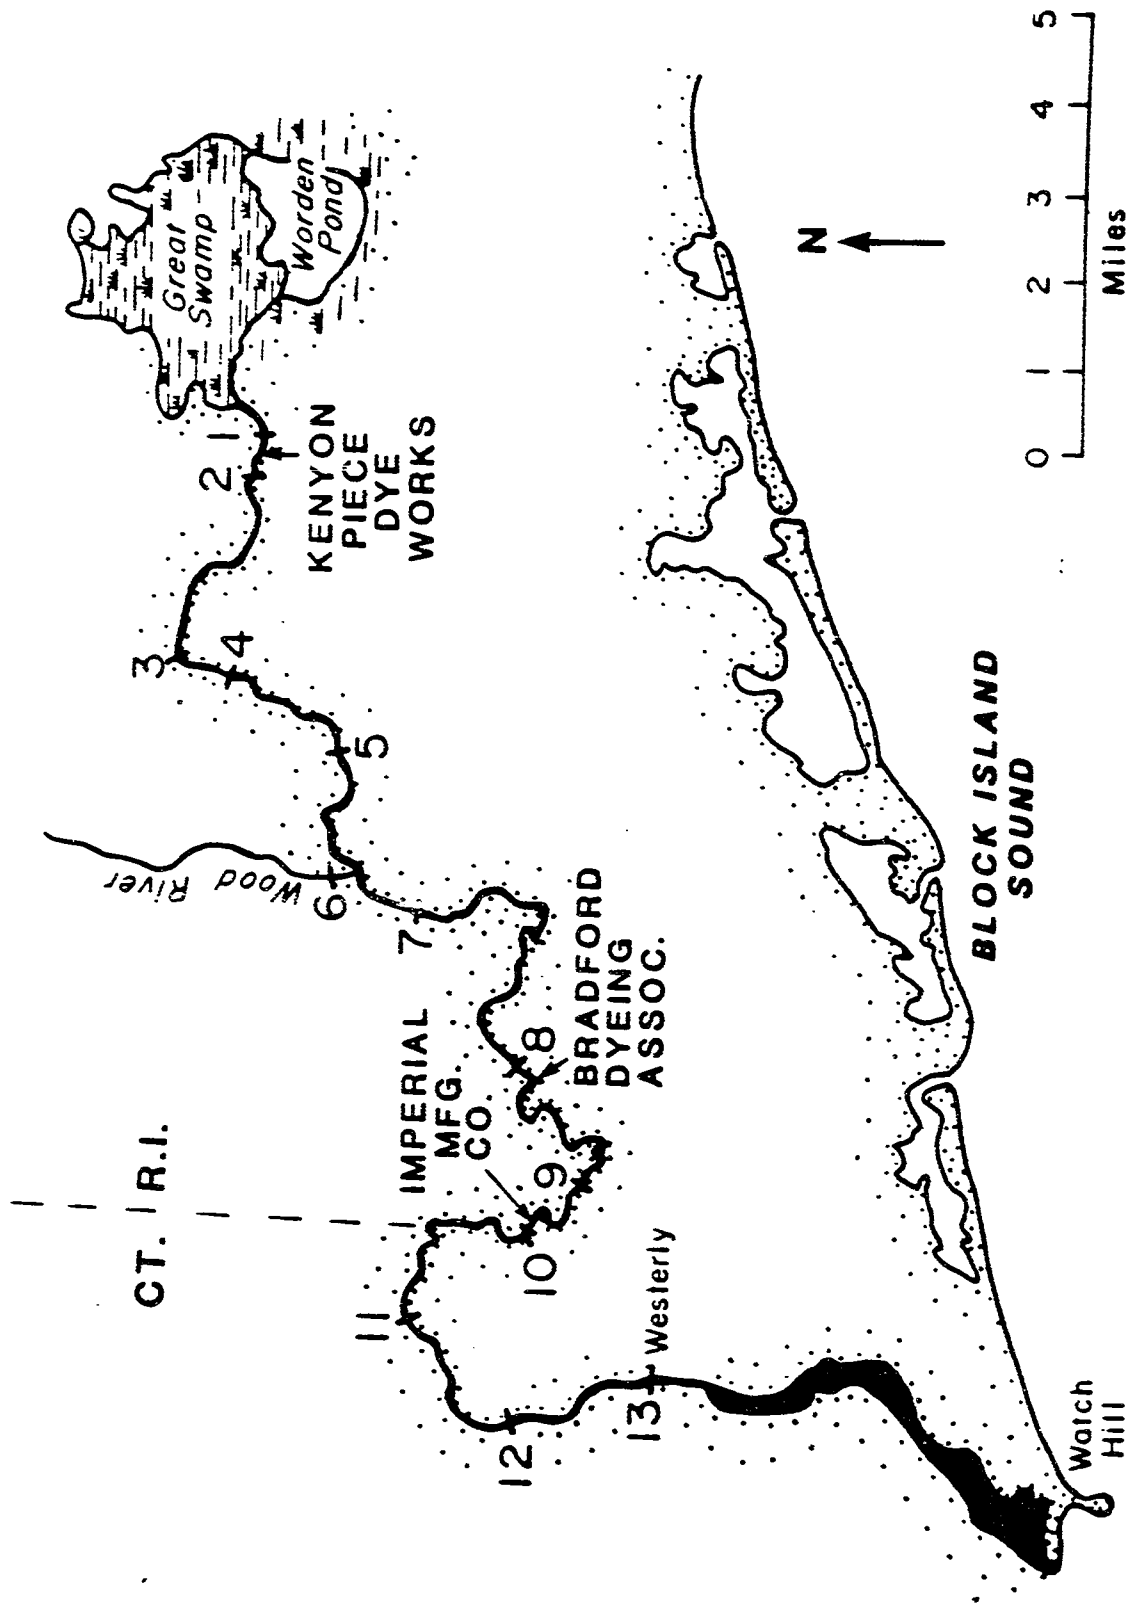 CT.
R.I.
Wood River
Great
Swamp
Worden
Pond
1
2
3
4
5
6
7
8
9
10
11
12
13
KENYON
PIECE
DYE
WORKS
IMPERIAL
MFG.
CO.
BRADFORD
DYEING
ASSOC.
Westerly
Watch
Hill
BLOCK ISLAND
SOUND
N
0 1 2 3 4 5
Miles